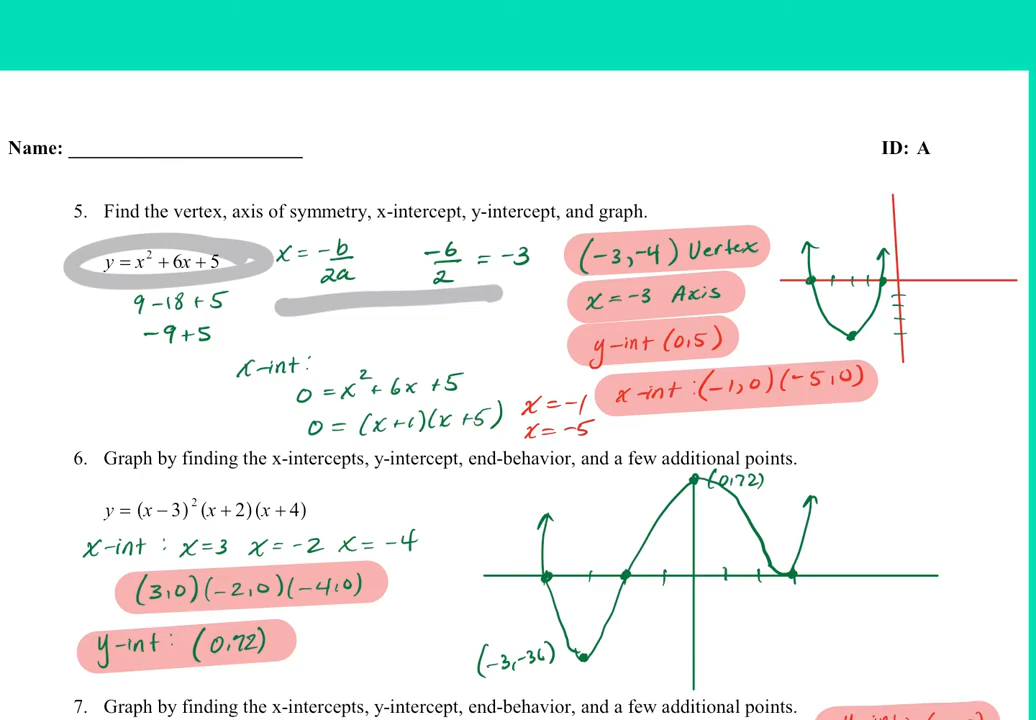 Name: ____________________ ID: A
5. Find the vertex, axis of symmetry, x-intercept, y-intercept, and graph.
y = x² + 6x + 5
x = -b/2a
-6/2 = -3
(-3,-4) Vertex
9 -18 + 5
x = -3 Axis
-9 + 5
y-int (0,5)
x-int:
0 = x² + 6x + 5
x-int: (-1,0)(-5,0)
0 = (x+1)(x+5)
x = -1
x = -5
6. Graph by finding the x-intercepts, y-intercept, end-behavior, and a few additional points.
(0,72)
y = (x − 3)² (x + 2)(x + 4)
x-int: x=3 x=-2 x=-4
(3,0)(-2,0)(-4,0)
y-int: (0,72)
(-3,-36)
7. Graph by finding the x-intercepts, y-intercept, end-behavior, and a few additional points.